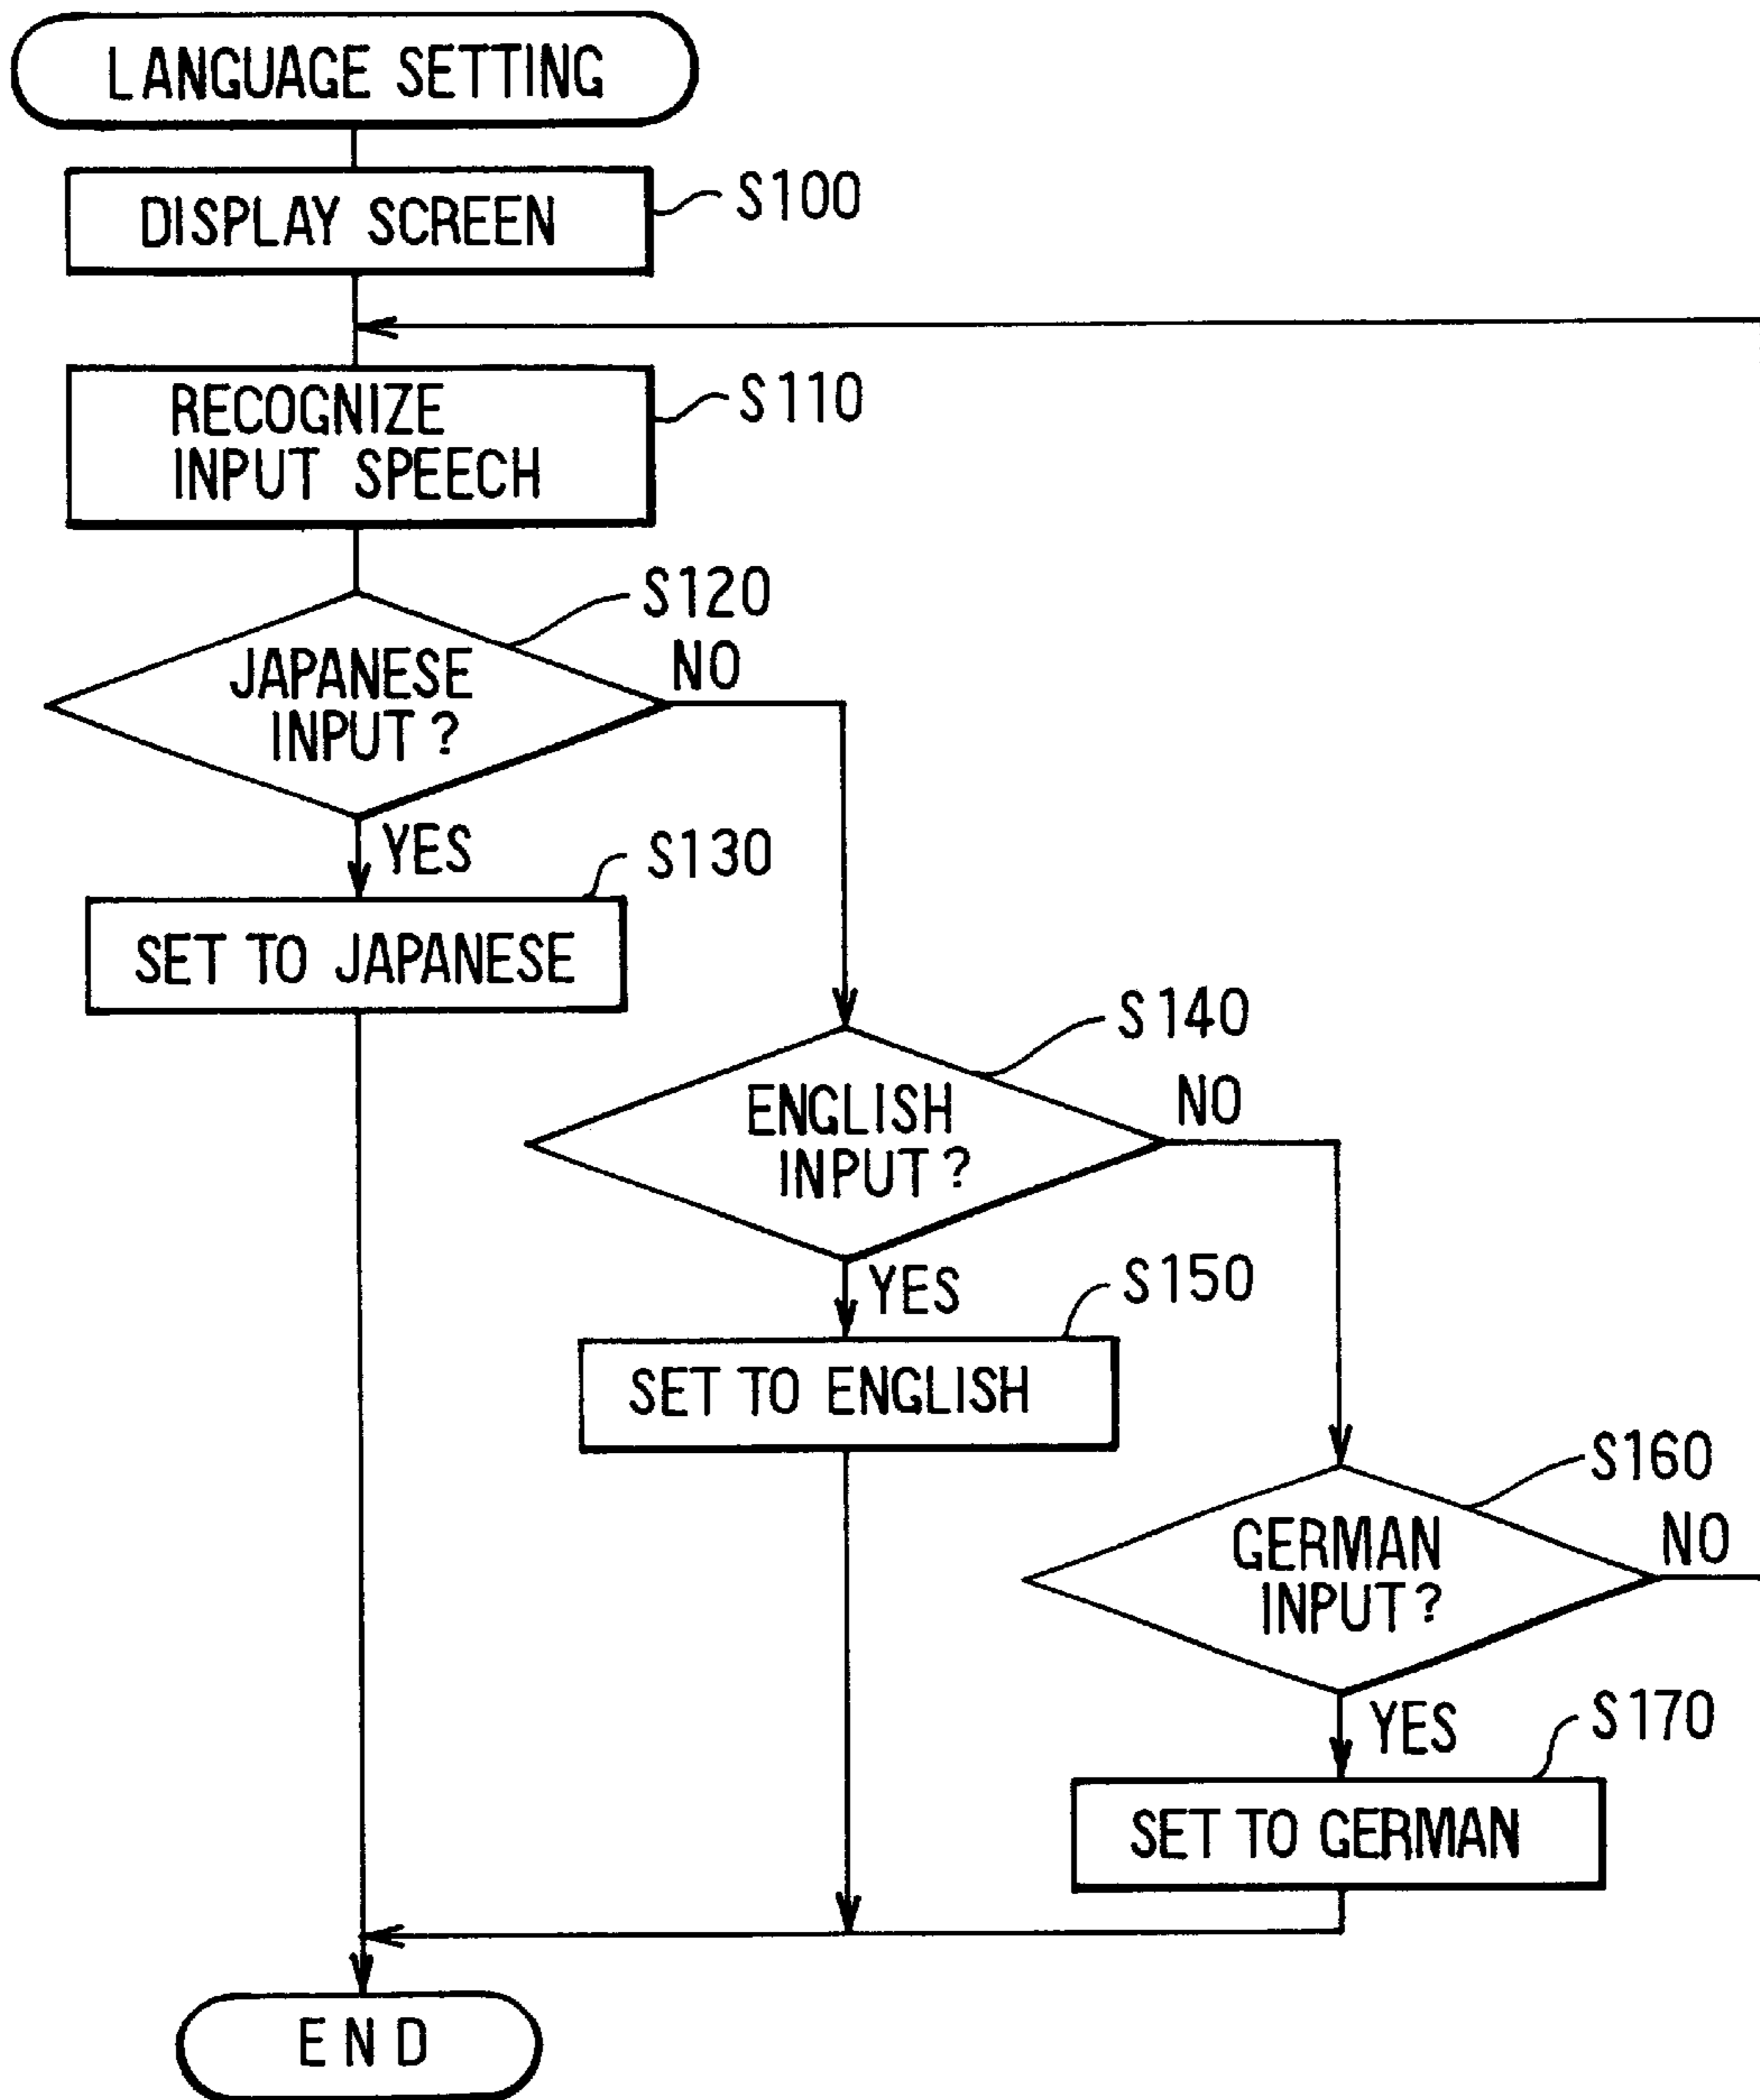 LANGUAGE SETTING
DISPLAY SCREEN
S100
RECOGNIZE
INPUT SPEECH
S110
S120
JAPANESE
INPUT?
NO
YES
S130
SET TO JAPANESE
S140
ENGLISH
INPUT?
NO
YES
S150
SET TO ENGLISH
S160
GERMAN
INPUT?
NO
YES
S170
SET TO GERMAN
END